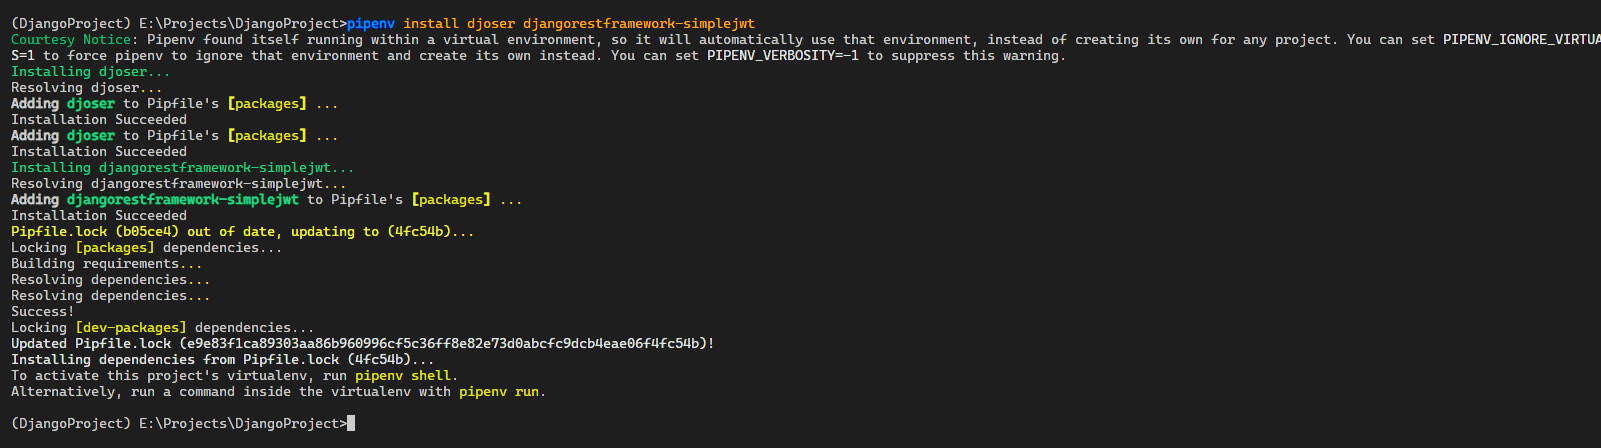 (DjangoProject) E:\Projects\DjangoProject>pipenv install djoser djangorestframework-simplejwt
Courtesy Notice: Pipenv found itself running within a virtual environment, so it will automatically use that environment, instead of creating its own for any project. You can set PIPENV_IGNORE_VIRTUA
S=1 to force pipenv to ignore that environment and create its own instead. You can set PIPENV_VERBOSITY=-1 to suppress this warning.
Installing djoser...
Resolving djoser...
Adding djoser to Pipfile's [packages] ...
Installation Succeeded
Adding djoser to Pipfile's [packages] ...
Installation Succeeded
Installing djangorestframework-simplejwt...
Resolving djangorestframework-simplejwt...
Adding djangorestframework-simplejwt to Pipfile's [packages] ...
Installation Succeeded
Pipfile.lock (b05ce4) out of date, updating to (4fc54b)...
Locking [packages] dependencies...
Building requirements...
Resolving dependencies...
Resolving dependencies...
Success!
Locking [dev-packages] dependencies...
Updated Pipfile.lock (e9e83f1ca89303aa86b960996cf5c36ff8e82e73d0abcfc9dcb4eae06f4fc54b)!
Installing dependencies from Pipfile.lock (4fc54b)...
To activate this project's virtualenv, run pipenv shell.
Alternatively, run a command inside the virtualenv with pipenv run.
(DjangoProject) E:\Projects\DjangoProject>